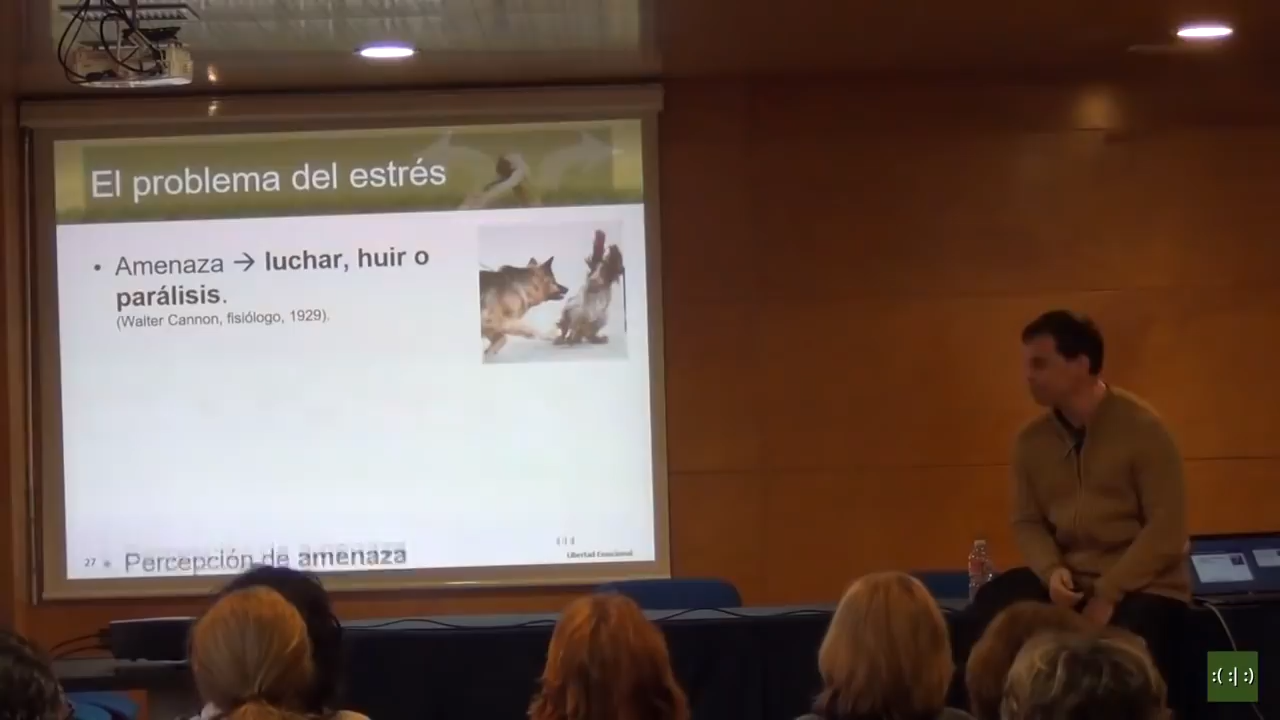 El problema del estrés
• Amenaza → luchar, huir o
parálisis.
(Walter Cannon, fisiólogo, 1929).
27 • Percepción de amenaza
Libertad Emocional
:( :| :)